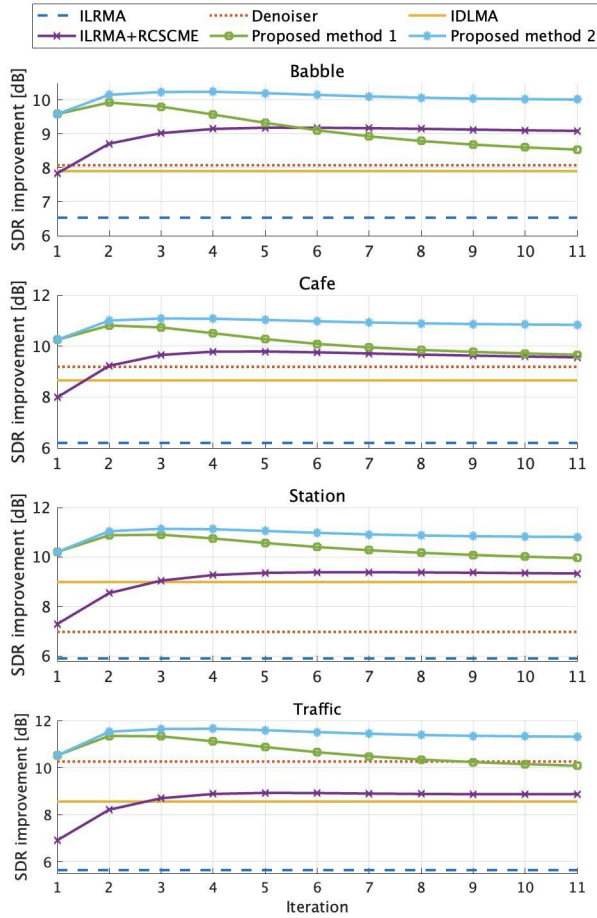 ILRMA Denoiser IDLMA
ILRMA+RCSCME Proposed method 1 Proposed method 2
Babble
SDR improvement [dB]
10
9
8
7
6
1 2 3 4 5 6 7 8 9 10 11
Cafe
SDR improvement [dB]
12
10
8
6
1 2 3 4 5 6 7 8 9 10 11
Station
SDR improvement [dB]
12
10
8
6
1 2 3 4 5 6 7 8 9 10 11
Traffic
SDR improvement [dB]
12
10
8
6
1 2 3 4 5 6 7 8 9 10 11
Iteration